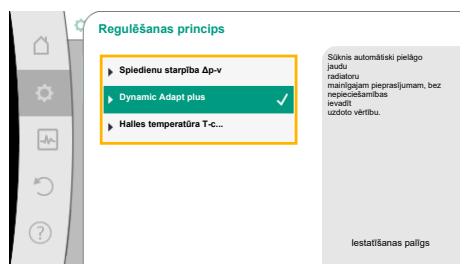 Regulēšanas princips
Spiedienu starpība Δp-v
Dynamic Adapt plus
Halles temperatūra T-c...
Sūknis automātiski pielāgo
jaudu
radiatoru
mainīgajam pieprasījumam, bez
nepieciešamības
ievadīt
uzdoto vērtību.
Iestatīšanas palīgs